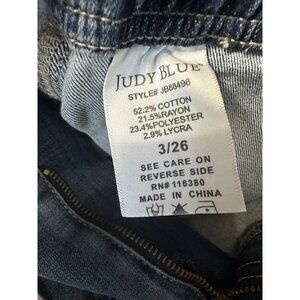 JUDY BLUE
STYLE# JB88496
52.2% COTTON
21.5%RAYON
23.4%POLYESTER
2.9% LYCRA
3/26
SEE CARE ON
REVERSE SIDE
RN# 116380
MADE IN CHINA